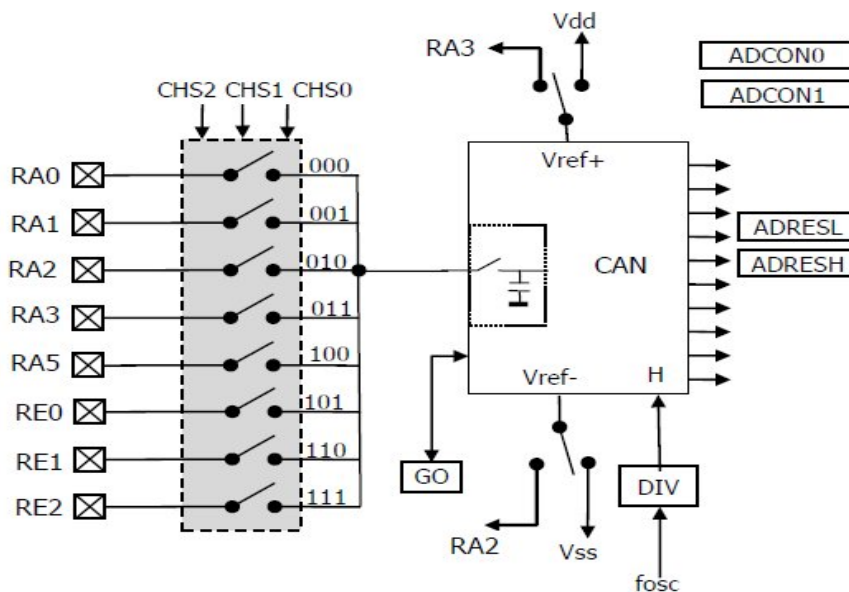 Vdd
RA3
ADCON0
ADCON1
CHS2 CHS1 CHS0
Vref+
RA0 000
RA1 001
RA2 010
RA3 011
RA5 100
RE0 101
RE1 110
RE2 111
CAN
ADRESL
ADRESH
Vref- H
GO
DIV
RA2
Vss
fosc